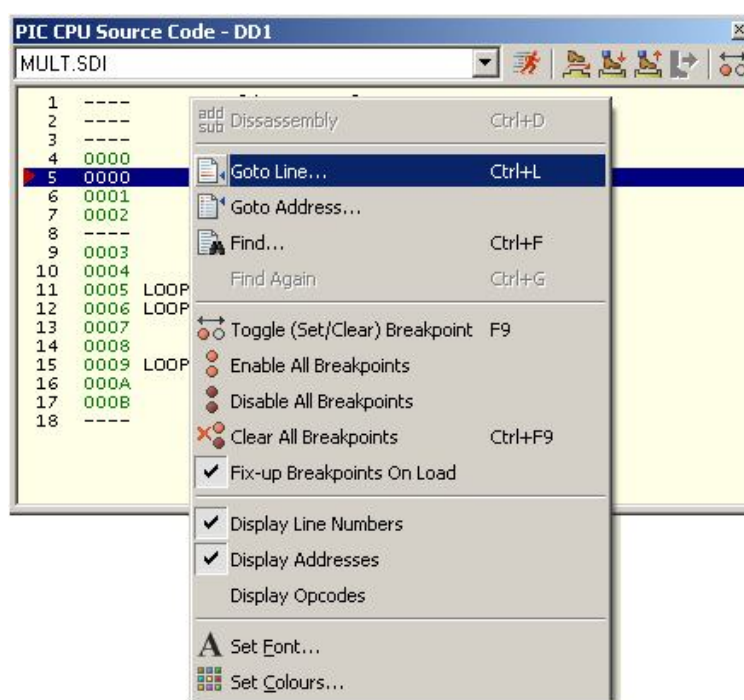 PIC CPU Source Code - DD1
MULT.SDI
1 ----
2 ----
3 ----
4 0000
5 0000
6 0001
7 0002
8 ----
9 0003
10 0004
11 0005 LOOP
12 0006 LOOP
13 0007
14 0008
15 0009 LOOP
16 000A
17 000B
18 ----
add sub Dissassembly Ctrl+D
Goto Line... Ctrl+L
Goto Address...
Find... Ctrl+F
Find Again Ctrl+G
Toggle (Set/Clear) Breakpoint F9
Enable All Breakpoints
Disable All Breakpoints
Clear All Breakpoints Ctrl+F9
Fix-up Breakpoints On Load
Display Line Numbers
Display Addresses
Display Opcodes
A Set Font...
Set Colours...